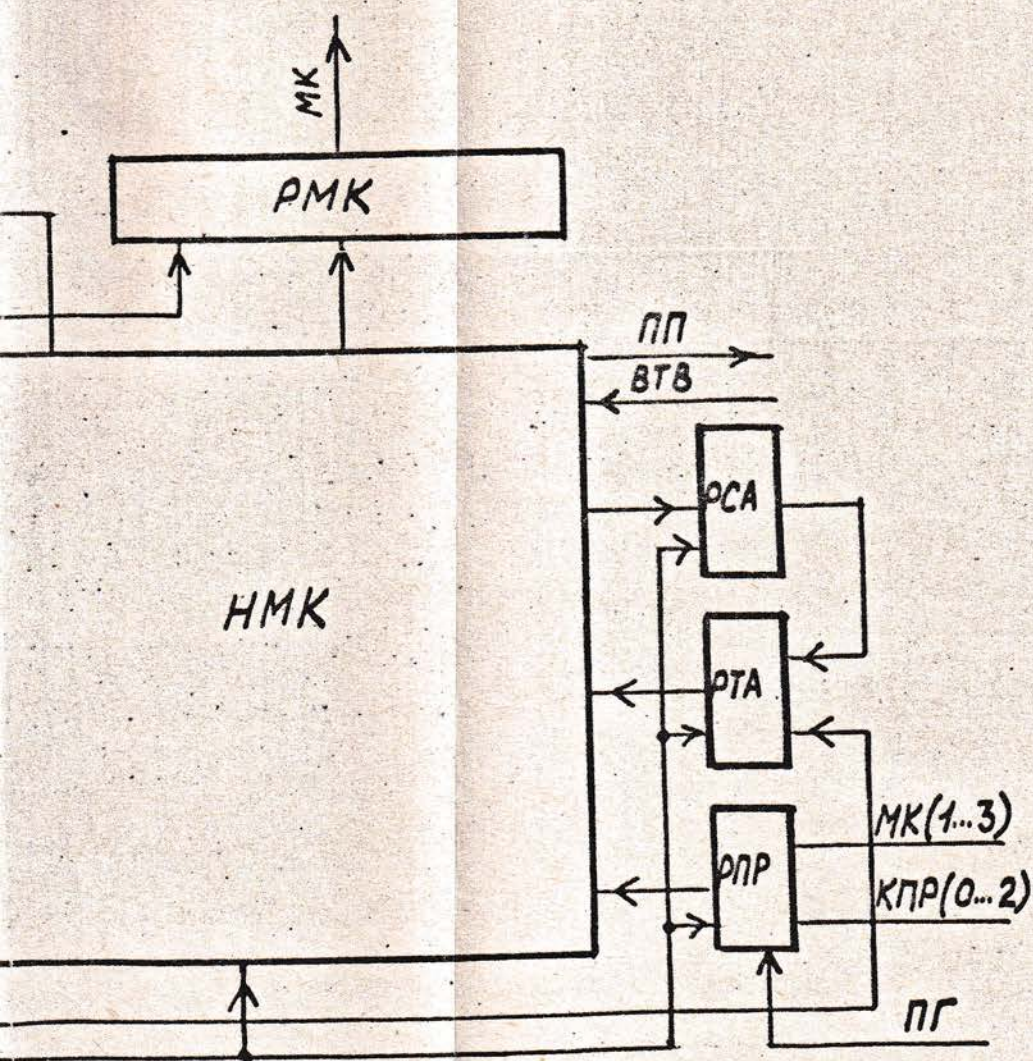 МК
РМК
ПП
ВТВ
РСА
НМК
РТА
МК(1...3)
РПР
КПР(0...2)
ПГ